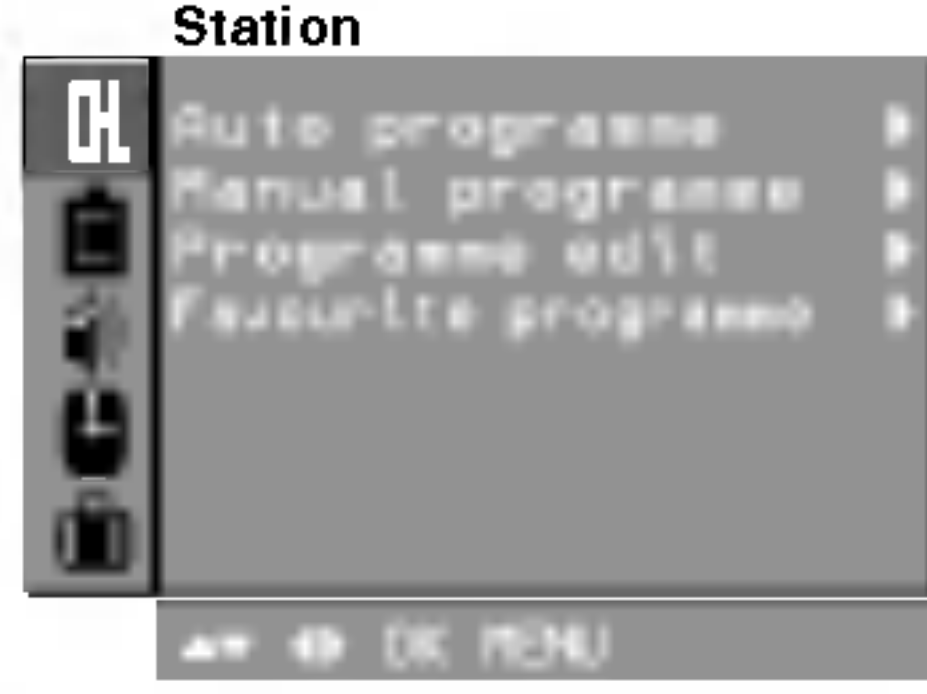 Station
CH
Auto programme
Manual programme
Programme edit
Favourite programme
OK MENU